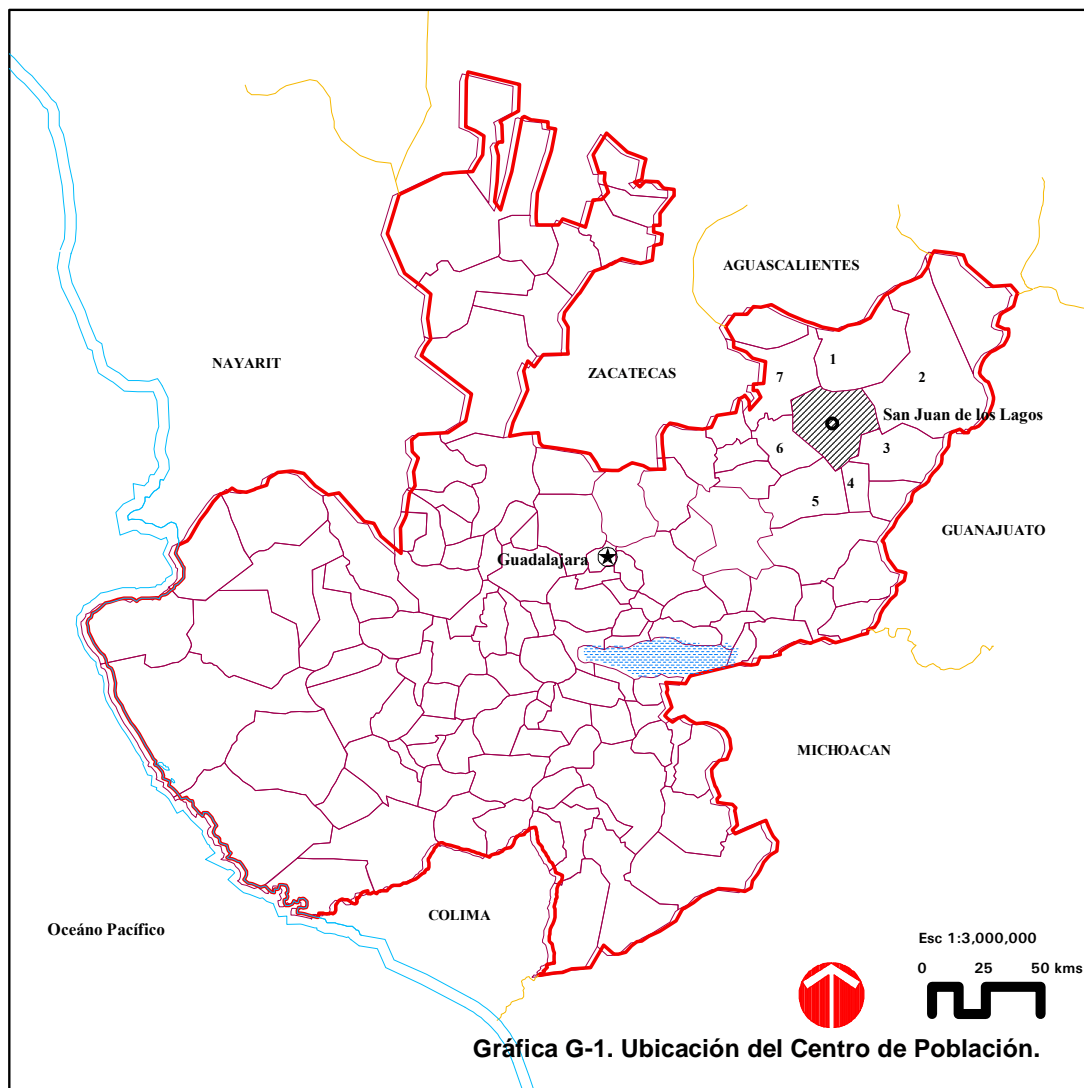 AGUASCALIENTES
NAYARIT
ZACATECAS
1
2
7
San Juan de los Lagos
3
6
4
5
GUANAJUATO
Guadalajara
MICHOACAN
COLIMA
Oceáno Pacífico
Esc 1:3,000,000
0 25 50 kms
Gráfica G-1. Ubicación del Centro de Población.